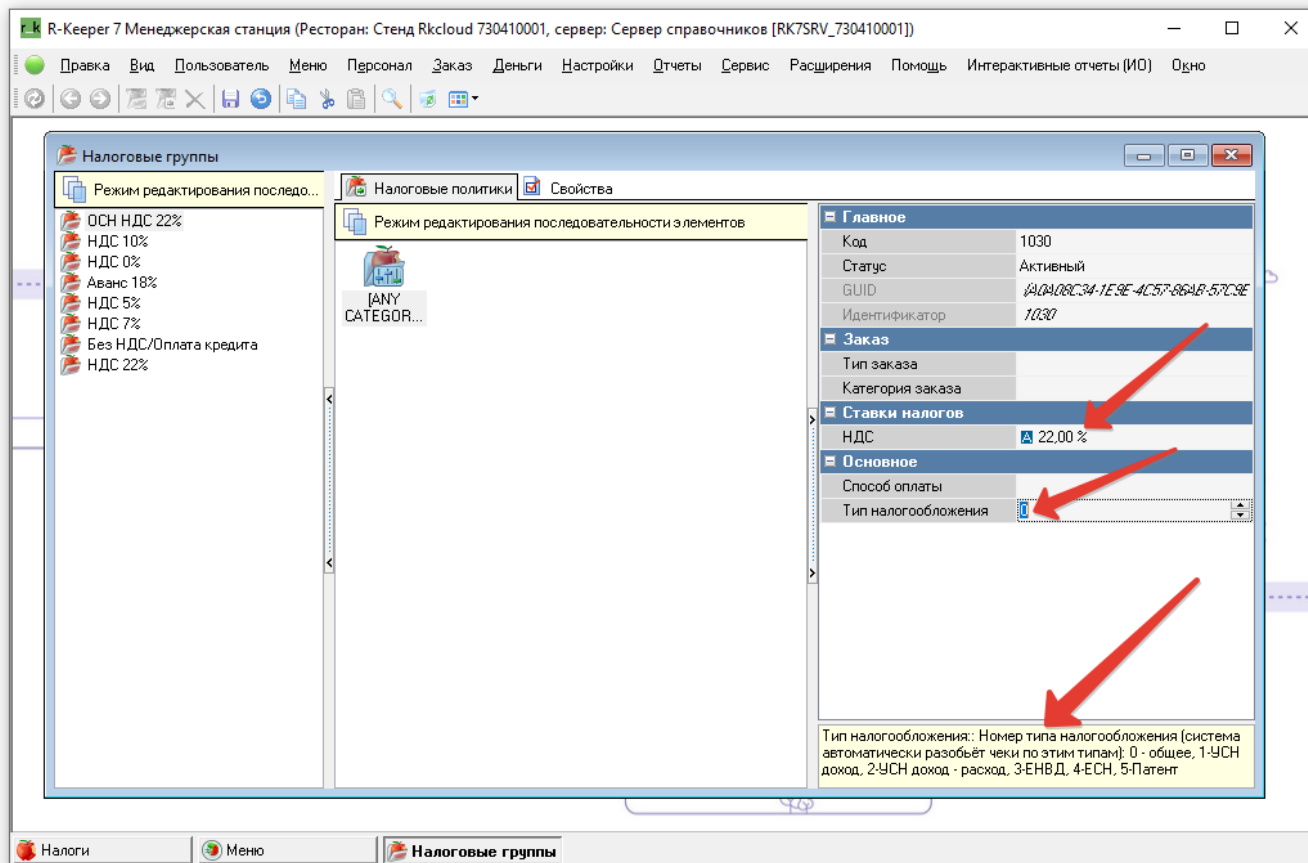 R-Keeper 7 Менеджерская станция (Ресторан: Стенд Rkcloud 730410001, сервер: Сервер справочников [RK7SRV_730410001])
Правка Вид Пользователь Меню Персонал Заказ Деньги Настройки Отчеты Сервис Расширения Помощь Интерактивные отчеты (ИО) Окно
Налоговые группы
Режим редактирования последо...
ОСН НДС 22%
НДС 10%
НДС 0%
Аванс 18%
НДС 5%
НДС 7%
Без НДС/Оплата кредита
НДС 22%
Налоговые политики Свойства
Режим редактирования последовательности элементов
[ANY
CATEGOR...
Главное
Код 1030
Статус Активный
GUID {A0A08C34-1E9E-4C57-86AB-57C9E
Идентификатор 1030
Заказ
Тип заказа
Категория заказа
Ставки налогов
НДС A 22,00 %
Основное
Способ оплаты
Тип налогообложения 0
Тип налогообложения:: Номер типа налогообложения (система
автоматически разобьёт чеки по этим типам): 0 - общее, 1-УСН
доход, 2-УСН доход - расход, 3-ЕНВД, 4-ЕСН, 5-Патент
Налоги Меню Налоговые группы